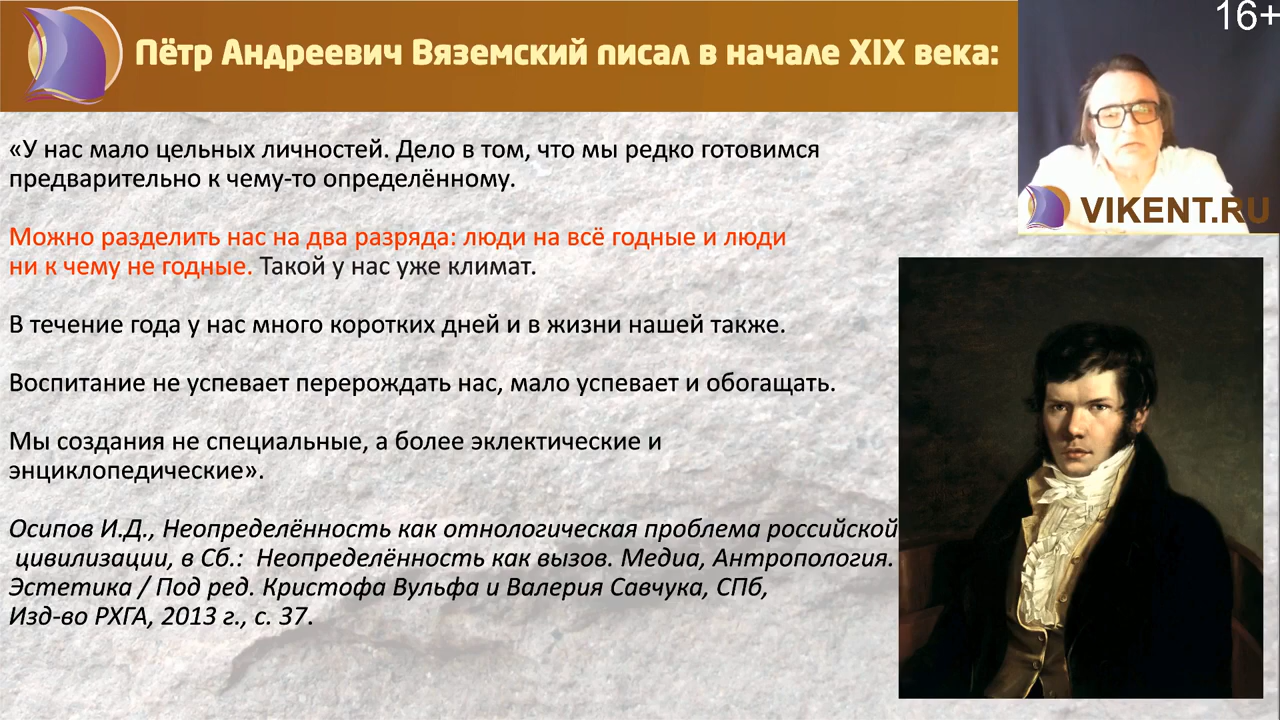 Пётр Андреевич Вяземский писал в начале XIX века:
16+
VIKENT.RU
«У нас мало цельных личностей. Дело в том, что мы редко готовимся
предварительно к чему-то определённому.
Можно разделить нас на два разряда: люди на всё годные и люди
ни к чему не годные. Такой у нас уже климат.
В течение года у нас много коротких дней и в жизни нашей также.
Воспитание не успевает перерождать нас, мало успевает и обогащать.
Мы создания не специальные, а более эклектические и
энциклопедические».
Осипов И.Д., Неопределённость как отнологическая проблема российской
цивилизации, в Сб.: Неопределённость как вызов. Медиа, Антропология.
Эстетика / Под ред. Кристофа Вульфа и Валерия Савчука, СПб,
Изд-во РХГА, 2013 г., с. 37.